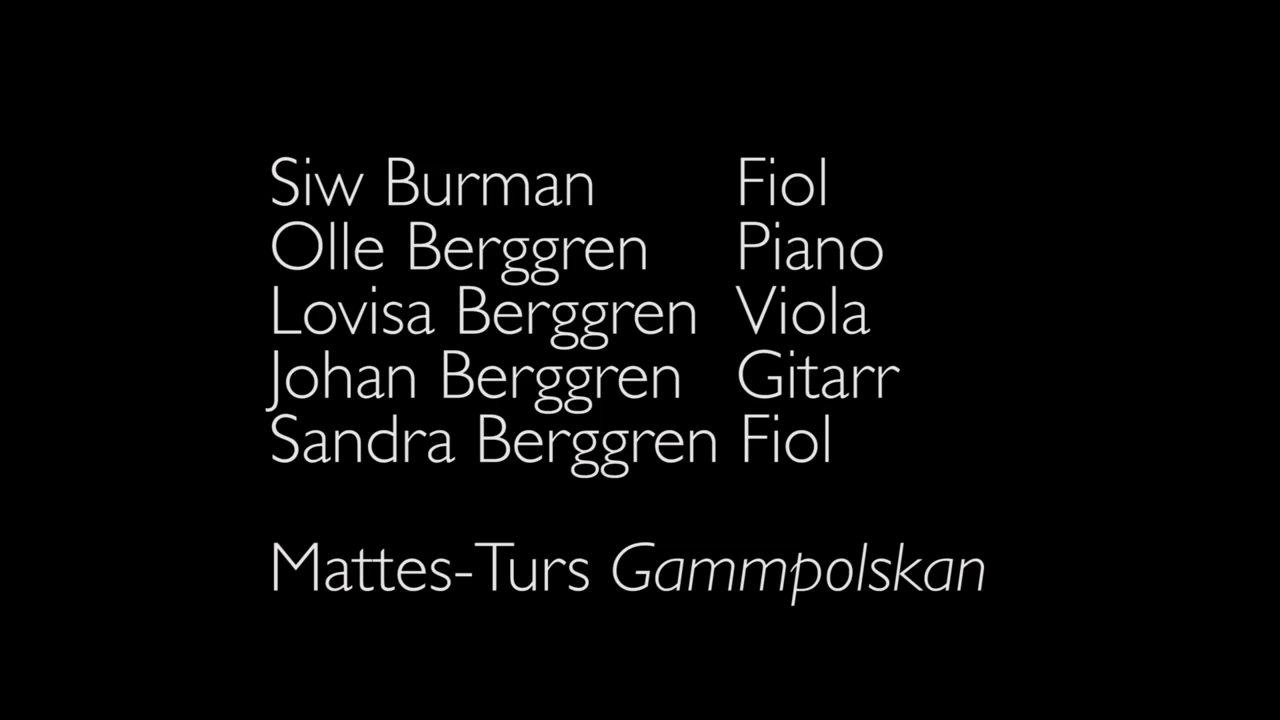 Siw Burman Fiol
Olle Berggren Piano
Lovisa Berggren Viola
Johan Berggren Gitarr
Sandra Berggren Fiol
Mattes-Turs Gammpolskan